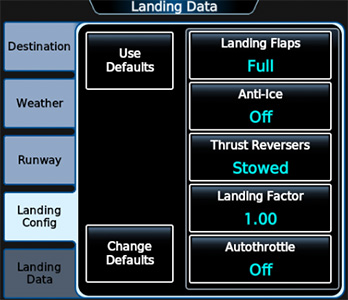 Landing Data
Destination
Weather
Runway
Landing
Config
Landing
Data
Use
Defaults
Change
Defaults
Landing Flaps
Full
Anti-Ice
Off
Thrust Reversers
Stowed
Landing Factor
1.00
Autothrottle
Off